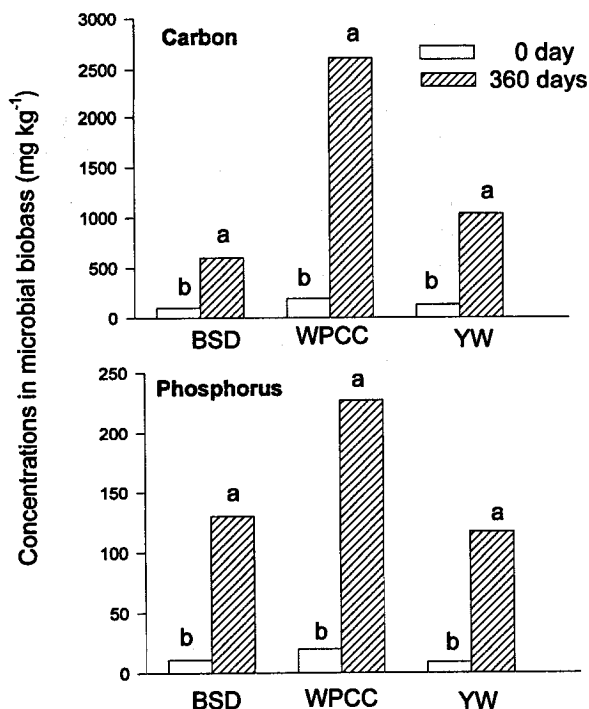 Concentrations in microbial biobass (mg kg-1)
Carbon
0 day
360 days
3000
2500
2000
1500
1000
500
0
b a
b a
b a
BSD WPCC YW
Phosphorus
250
200
150
100
50
0
b a
b a
b a
BSD WPCC YW